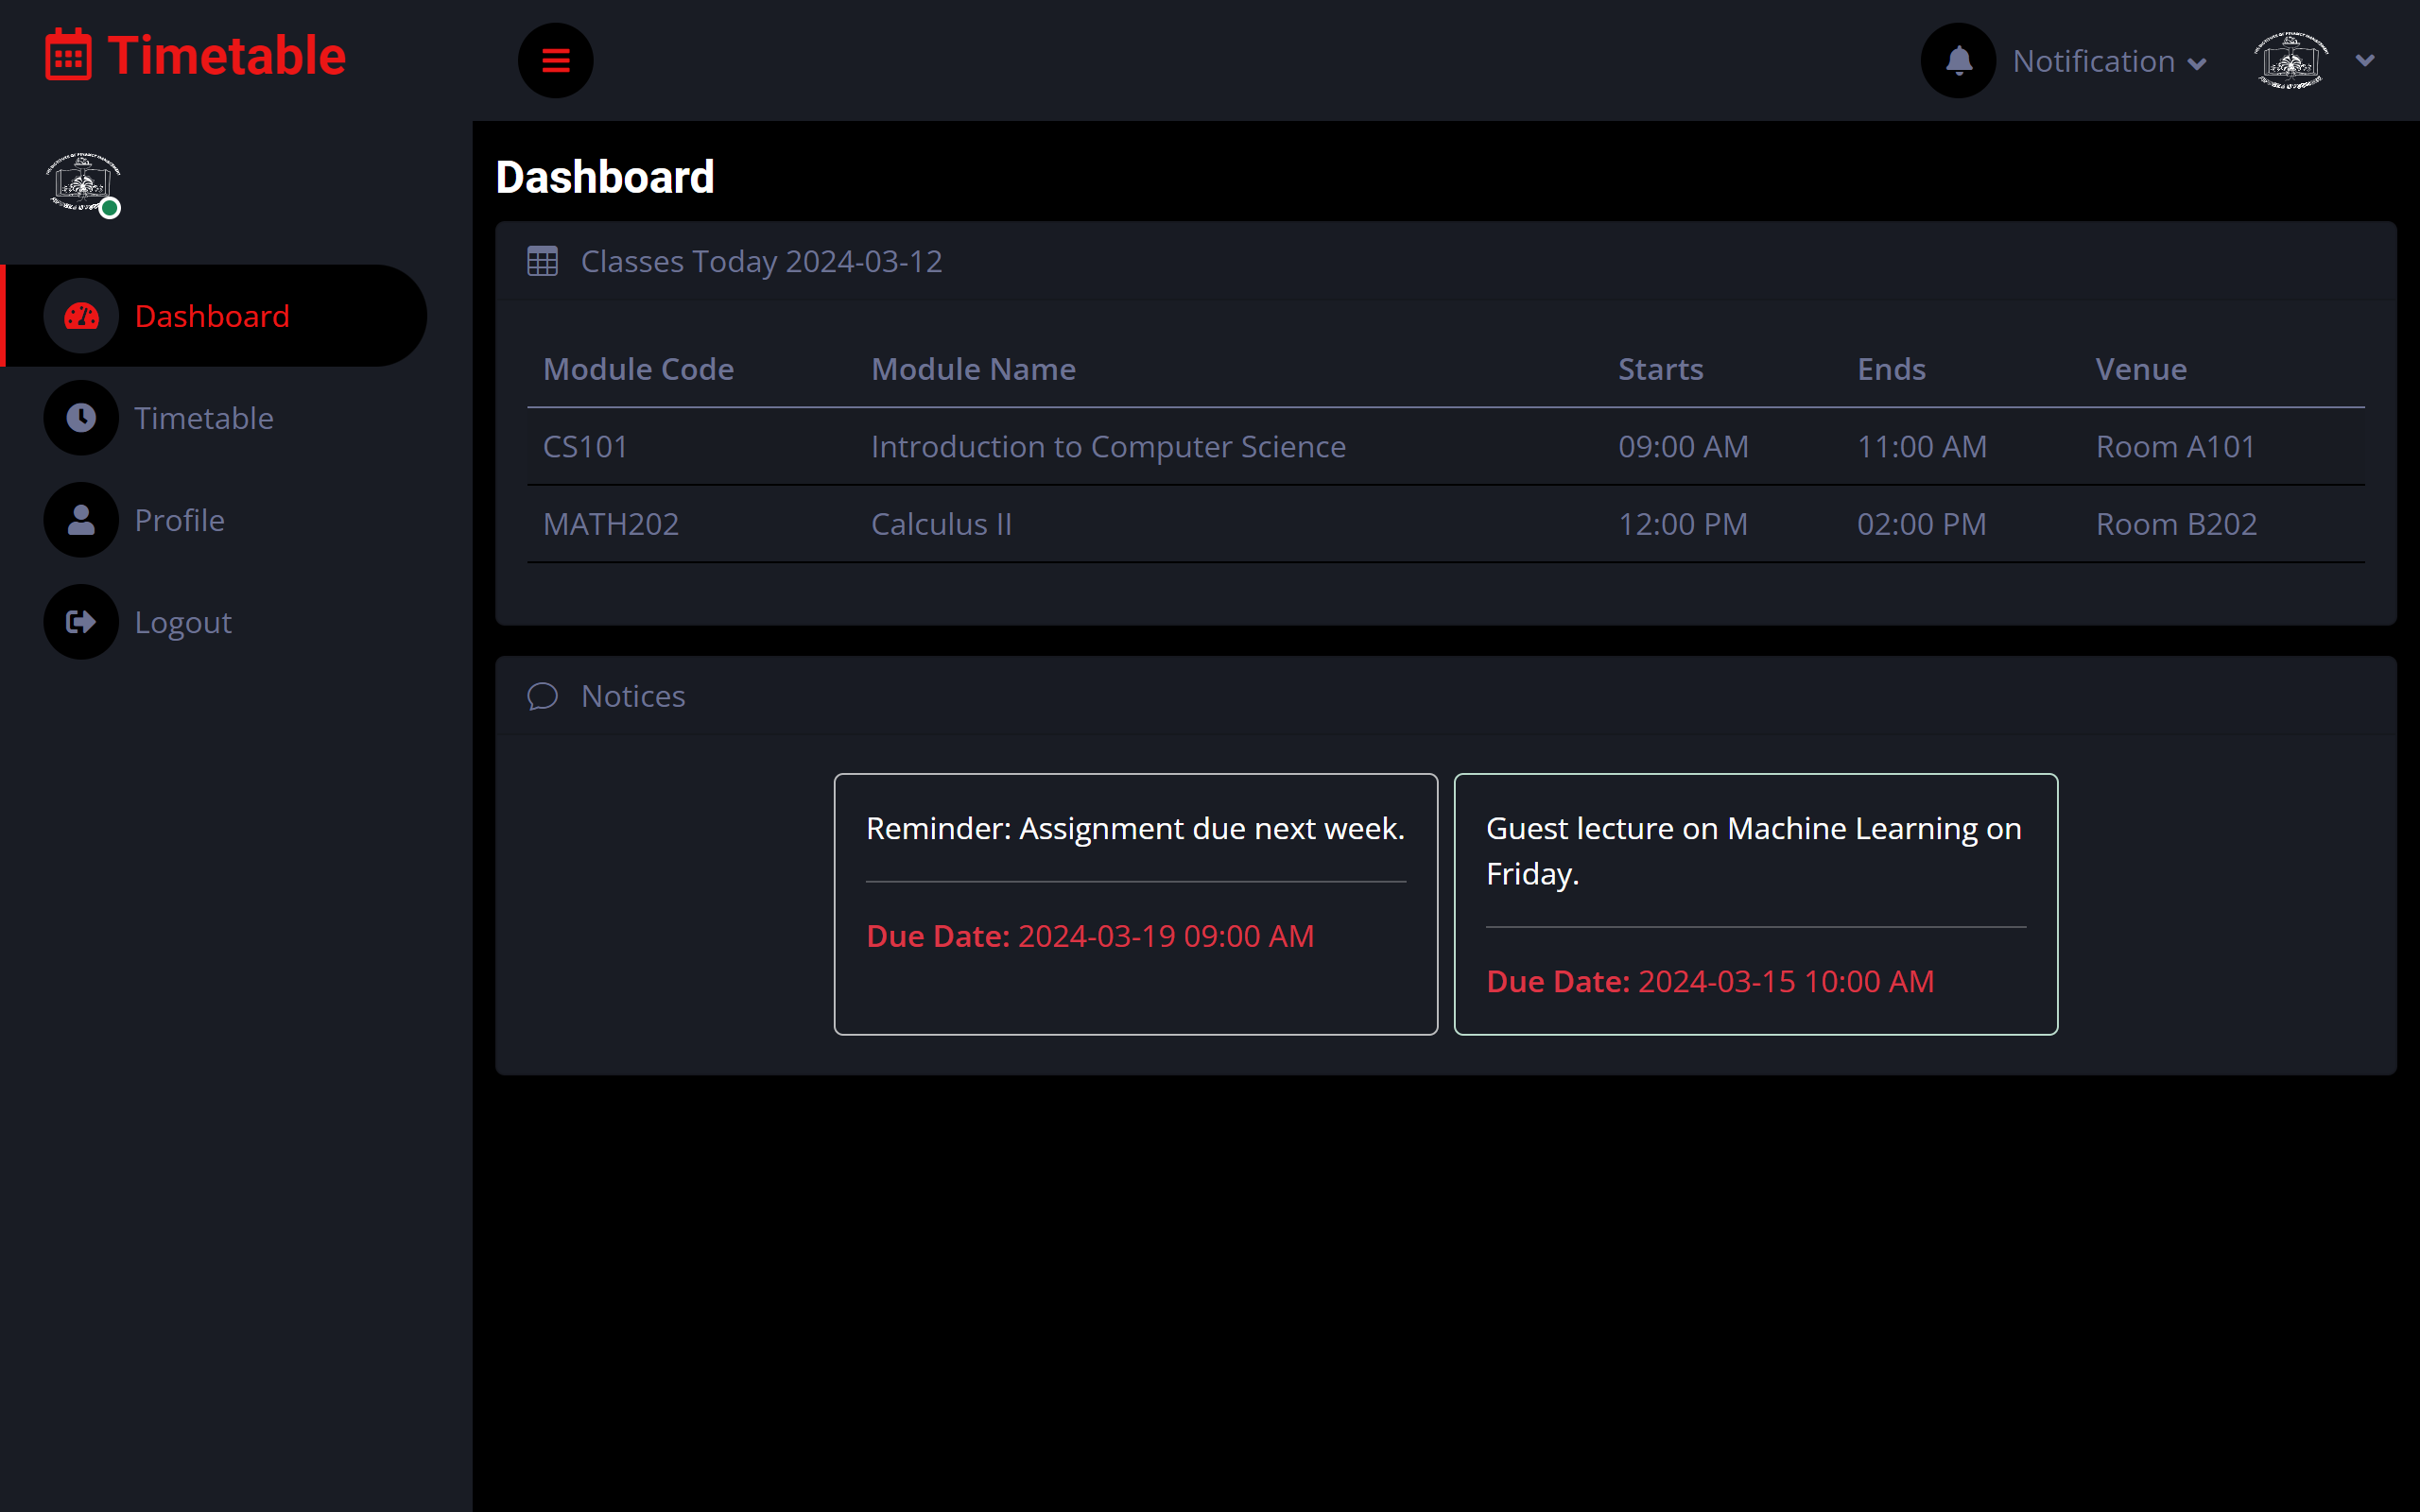 Timetable
Notification
Dashboard
Timetable
Profile
Logout
Dashboard
Classes Today 2024-03-12
Module Code Module Name Starts Ends Venue
CS101 Introduction to Computer Science 09:00 AM 11:00 AM Room A101
MATH202 Calculus II 12:00 PM 02:00 PM Room B202
Notices
Reminder: Assignment due next week.
Due Date: 2024-03-19 09:00 AM
Guest lecture on Machine Learning on
Friday.
Due Date: 2024-03-15 10:00 AM